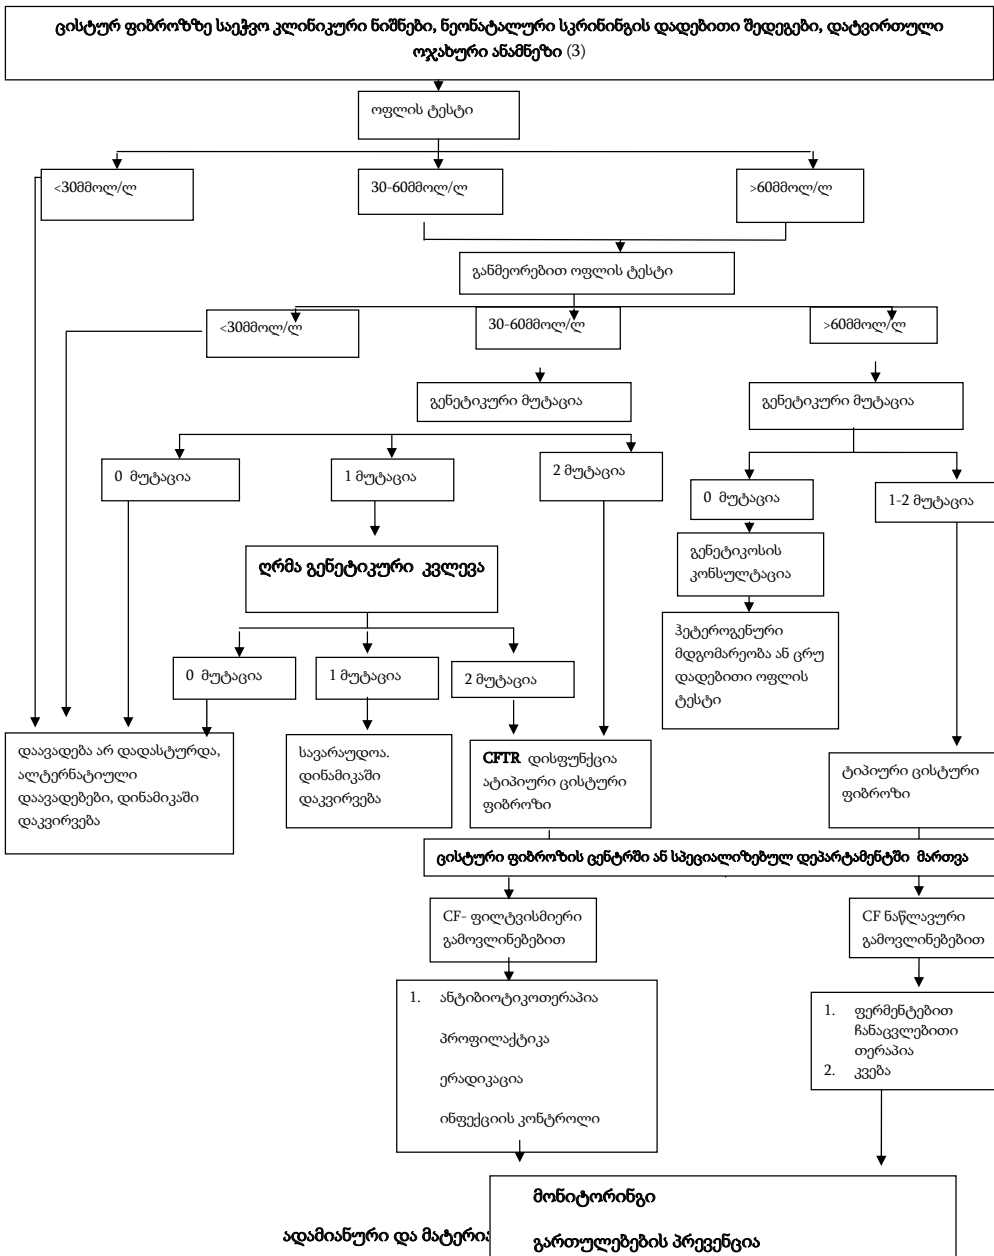 ცისტურ ფიბროზზე საეჭვო კლინიკური ნიშნები, ნეონატალური სკრინინგის დადებითი შედეგები, დატვირთული
ოჯახური ანამნეზი (3)
ოფლის ტესტი
<30მმოლ/ლ
30-60მმოლ/ლ
>60მმოლ/ლ
განმეორებით ოფლის ტესტი
<30მმოლ/ლ
30-60მმოლ/ლ
>60მმოლ/ლ
გენეტიკური მუტაცია
გენეტიკური მუტაცია
0 მუტაცია
1 მუტაცია
2 მუტაცია
0 მუტაცია
1-2 მუტაცია
ღრმა გენეტიკური კვლევა
გენეტიკოსის
კონსულტაცია
0 მუტაცია
1 მუტაცია
2 მუტაცია
ჰეტეროგენური
მდგომარეობა ან ცრუ
დადებითი ოფლის
ტესტი
დაავადება არ დადასტურდა,
ალტერნატიული
დაავადებები, დინამიკაში
დაკვირვება
სავარაუდოა.
დინამიკაში
დაკვირვება
CFTR დისფუნქცია
ატიპიური ცისტური
ფიბროზი
ტიპიური ცისტური
ფიბროზი
ცისტური ფიბროზის ცენტრში ან სპეციალიზებულ დეპარტამენტში მართვა
CF- ფილტვისმიერი
გამოვლინებებით
CF ნაწლავური
გამოვლინებებით
1. ანტიბიოტიკოთერაპია
პროფილაქტიკა
ერადიკაცია
ინფექციის კონტროლი
1. ფერმენტებით
ჩანაცვლებითი
თერაპია
2. კვება
მონიტორინგი
გართულებების პრევენცია
ადამიანური და მატერია